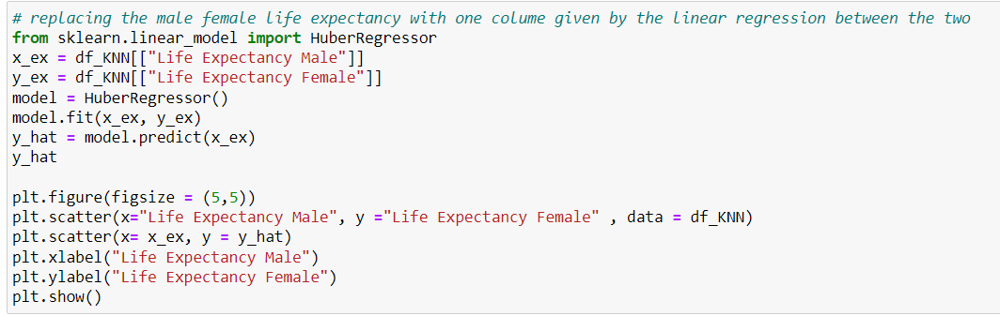 # replacing the male female life expectancy with one colume given by the linear regression between the two
from sklearn.linear_model import HuberRegressor
x_ex = df_KNN[["Life Expectancy Male"]]
y_ex = df_KNN[["Life Expectancy Female"]]
model = HuberRegressor()
model.fit(x_ex, y_ex)
y_hat = model.predict(x_ex)
y_hat
plt.figure(figsize = (5,5))
plt.scatter(x="Life Expectancy Male", y ="Life Expectancy Female" , data = df_KNN)
plt.scatter(x= x_ex, y = y_hat)
plt.xlabel("Life Expectancy Male")
plt.ylabel("Life Expectancy Female")
plt.show()